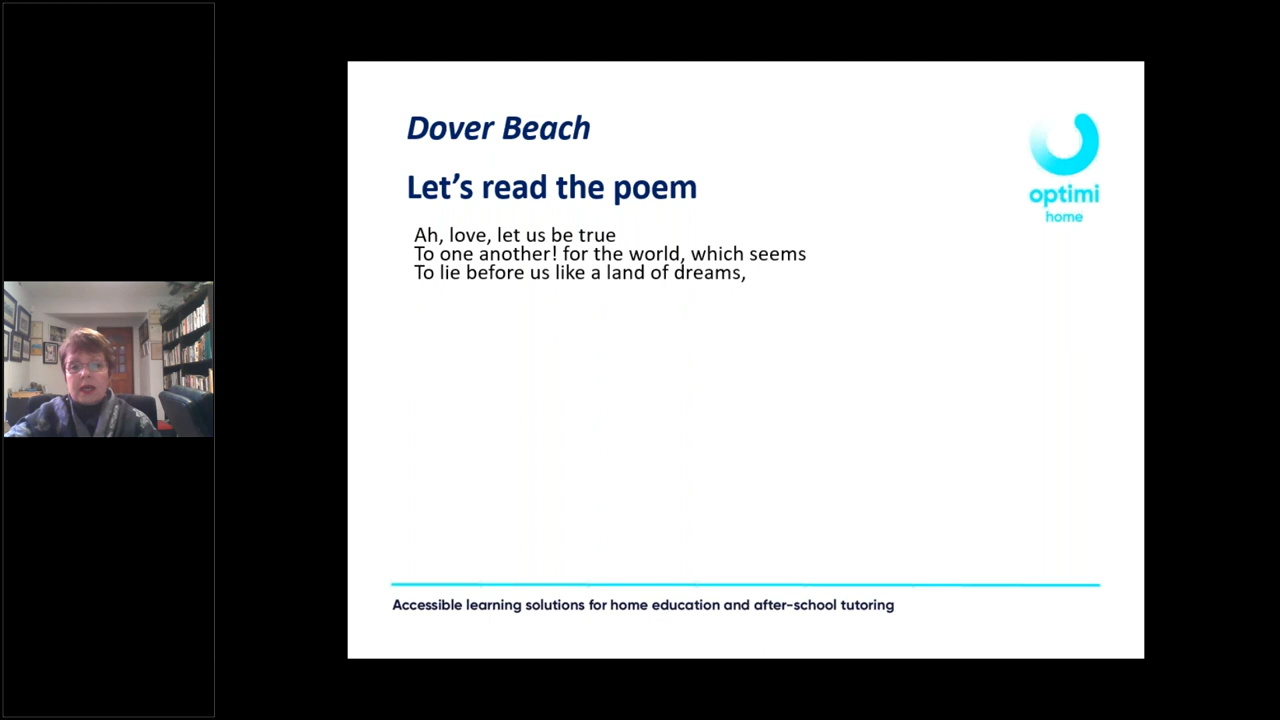 Dover Beach
Let's read the poem
Ah, love, let us be true
To one another! for the world, which seems
To lie before us like a land of dreams,
optimi
home
Accessible learning solutions for home education and after-school tutoring